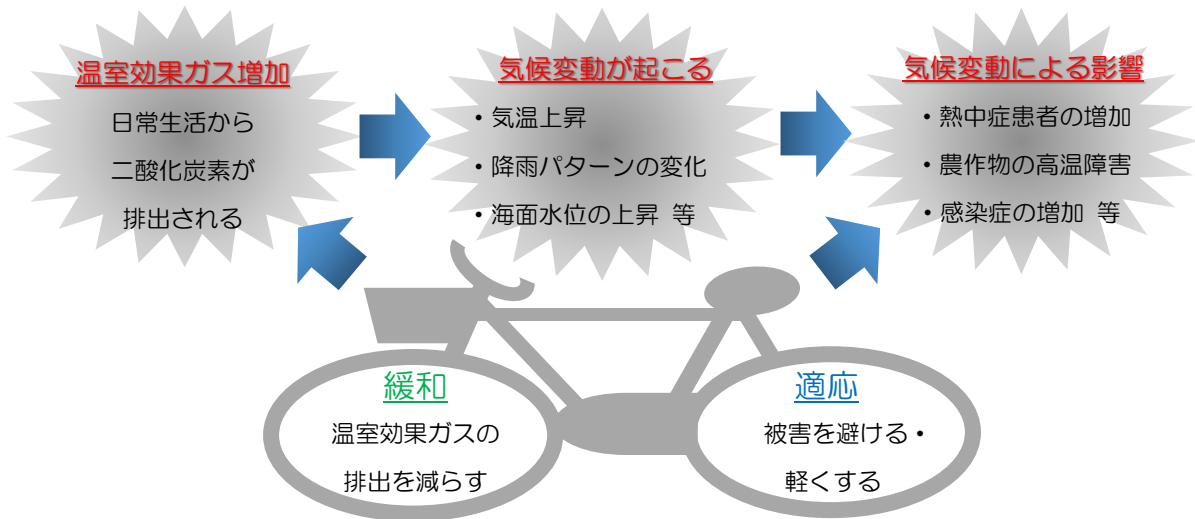 温室効果ガス増加
日常生活から
二酸化炭素が
排出される
気候変動が起こる
・気温上昇
・降雨パターンの変化
・海面水位の上昇 等
気候変動による影響
・熱中症患者の増加
・農作物の高温障害
・感染症の増加 等
緩和
温室効果ガスの
排出を減らす
適応
被害を避ける・
軽くする